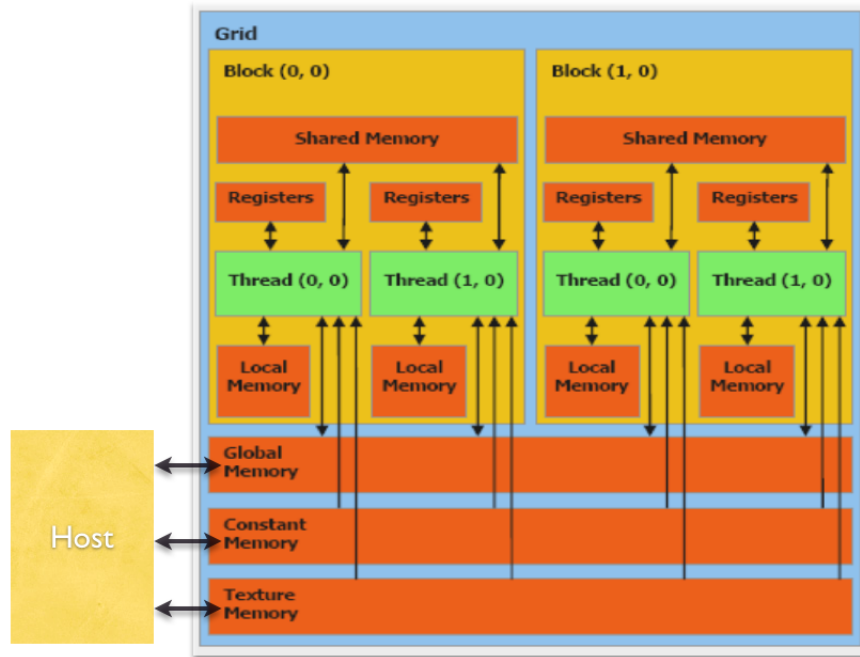 Grid
Block (0, 0)
Block (1, 0)
Shared Memory
Shared Memory
Registers
Registers
Registers
Registers
Thread (0, 0)
Thread (1, 0)
Thread (0, 0)
Thread (1, 0)
Local
Memory
Local
Memory
Local
Memory
Local
Memory
Host
Global
Memory
Constant
Memory
Texture
Memory